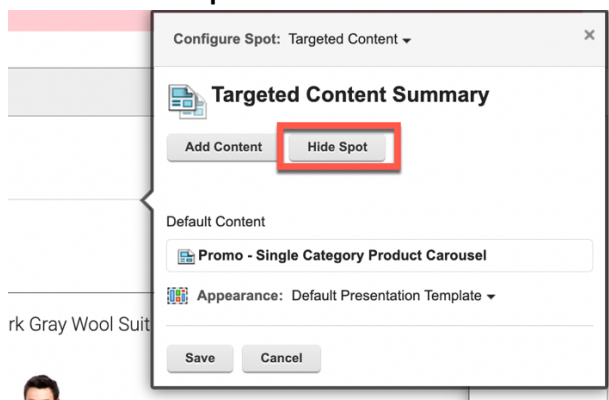 Configure Spot: Targeted Content
×
Targeted Content Summary
Add Content
Hide Spot
Default Content
Promo - Single Category Product Carousel
Appearance: Default Presentation Template
rk Gray Wool Suit
Save
Cancel